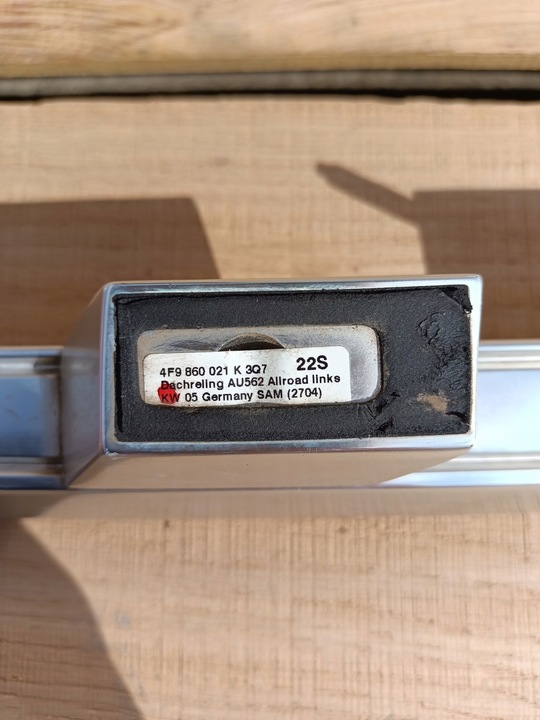 4F9 860 021 K 3Q7 22S
Dachreling AU562 Allroad links
KW 05 Germany SAM (2704)